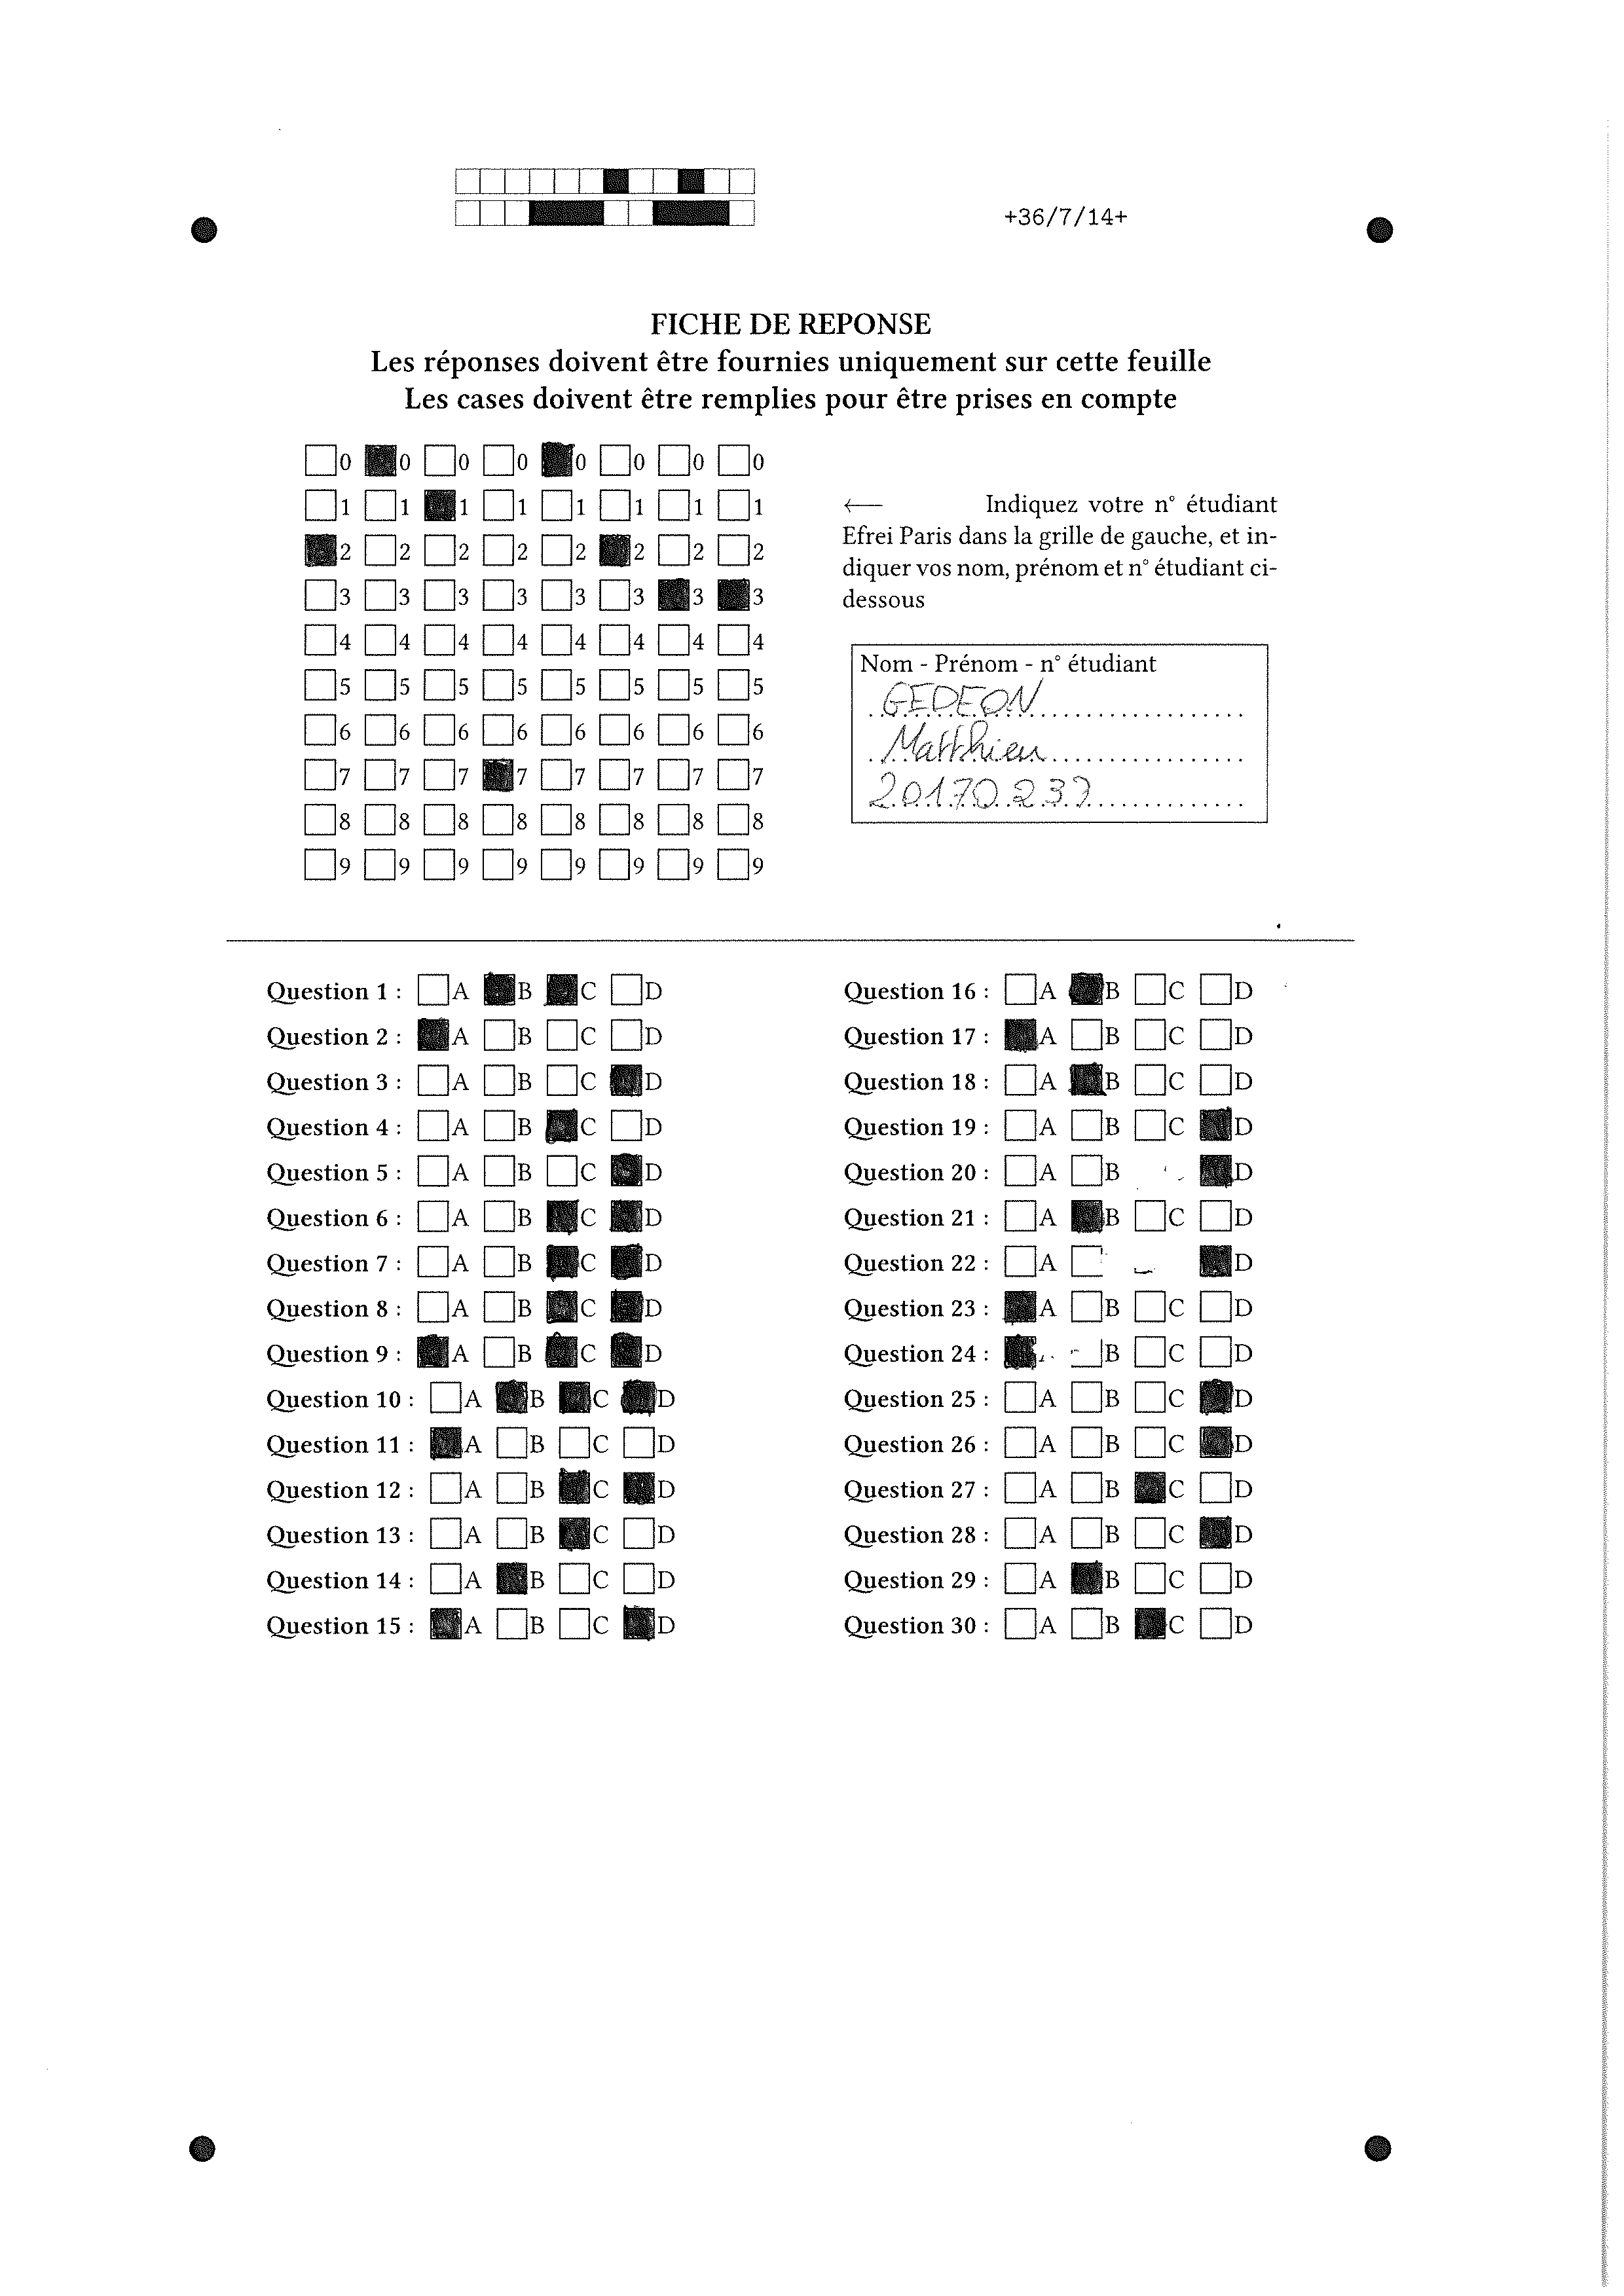 +36/7/14+
FICHE DE REPONSE
Les réponses doivent être fournies uniquement sur cette feuille
Les cases doivent être remplies pour être prises en compte
0 0 0 0 0 0 0 0
1 1 1 1 1 1 1 1
2 2 2 2 2 2 2 2
3 3 3 3 3 3 3 3
4 4 4 4 4 4 4 4
5 5 5 5 5 5 5 5
6 6 6 6 6 6 6 6
7 7 7 7 7 7 7 7
8 8 8 8 8 8 8 8
9 9 9 9 9 9 9 9
← Indiquez votre n° étudiant
Efrei Paris dans la grille de gauche, et in-
diquer vos nom, prénom et n° étudiant ci-
dessous
Nom - Prénom - n° étudiant
GEDEON
Matthieu
Question 1 : A B C D
Question 2 : A B C D
Question 3 : A B C D
Question 4 : A B C D
Question 5 : A B C D
Question 6 : A B C D
Question 7 : A B C D
Question 8 : A B C D
Question 9 : A B C D
Question 10 : A B C D
Question 11 : A B C D
Question 12 : A B C D
Question 13 : A B C D
Question 14 : A B C D
Question 15 : A B C D
Question 16 : A B C D
Question 17 : A B C D
Question 18 : A B C D
Question 19 : A B C D
Question 20 : A B D
Question 21 : A B C D
Question 22 : A D
Question 23 : A B C D
Question 24 : B C D
Question 25 : A B C D
Question 26 : A B C D
Question 27 : A B C D
Question 28 : A B C D
Question 29 : A B C D
Question 30 : A B C D